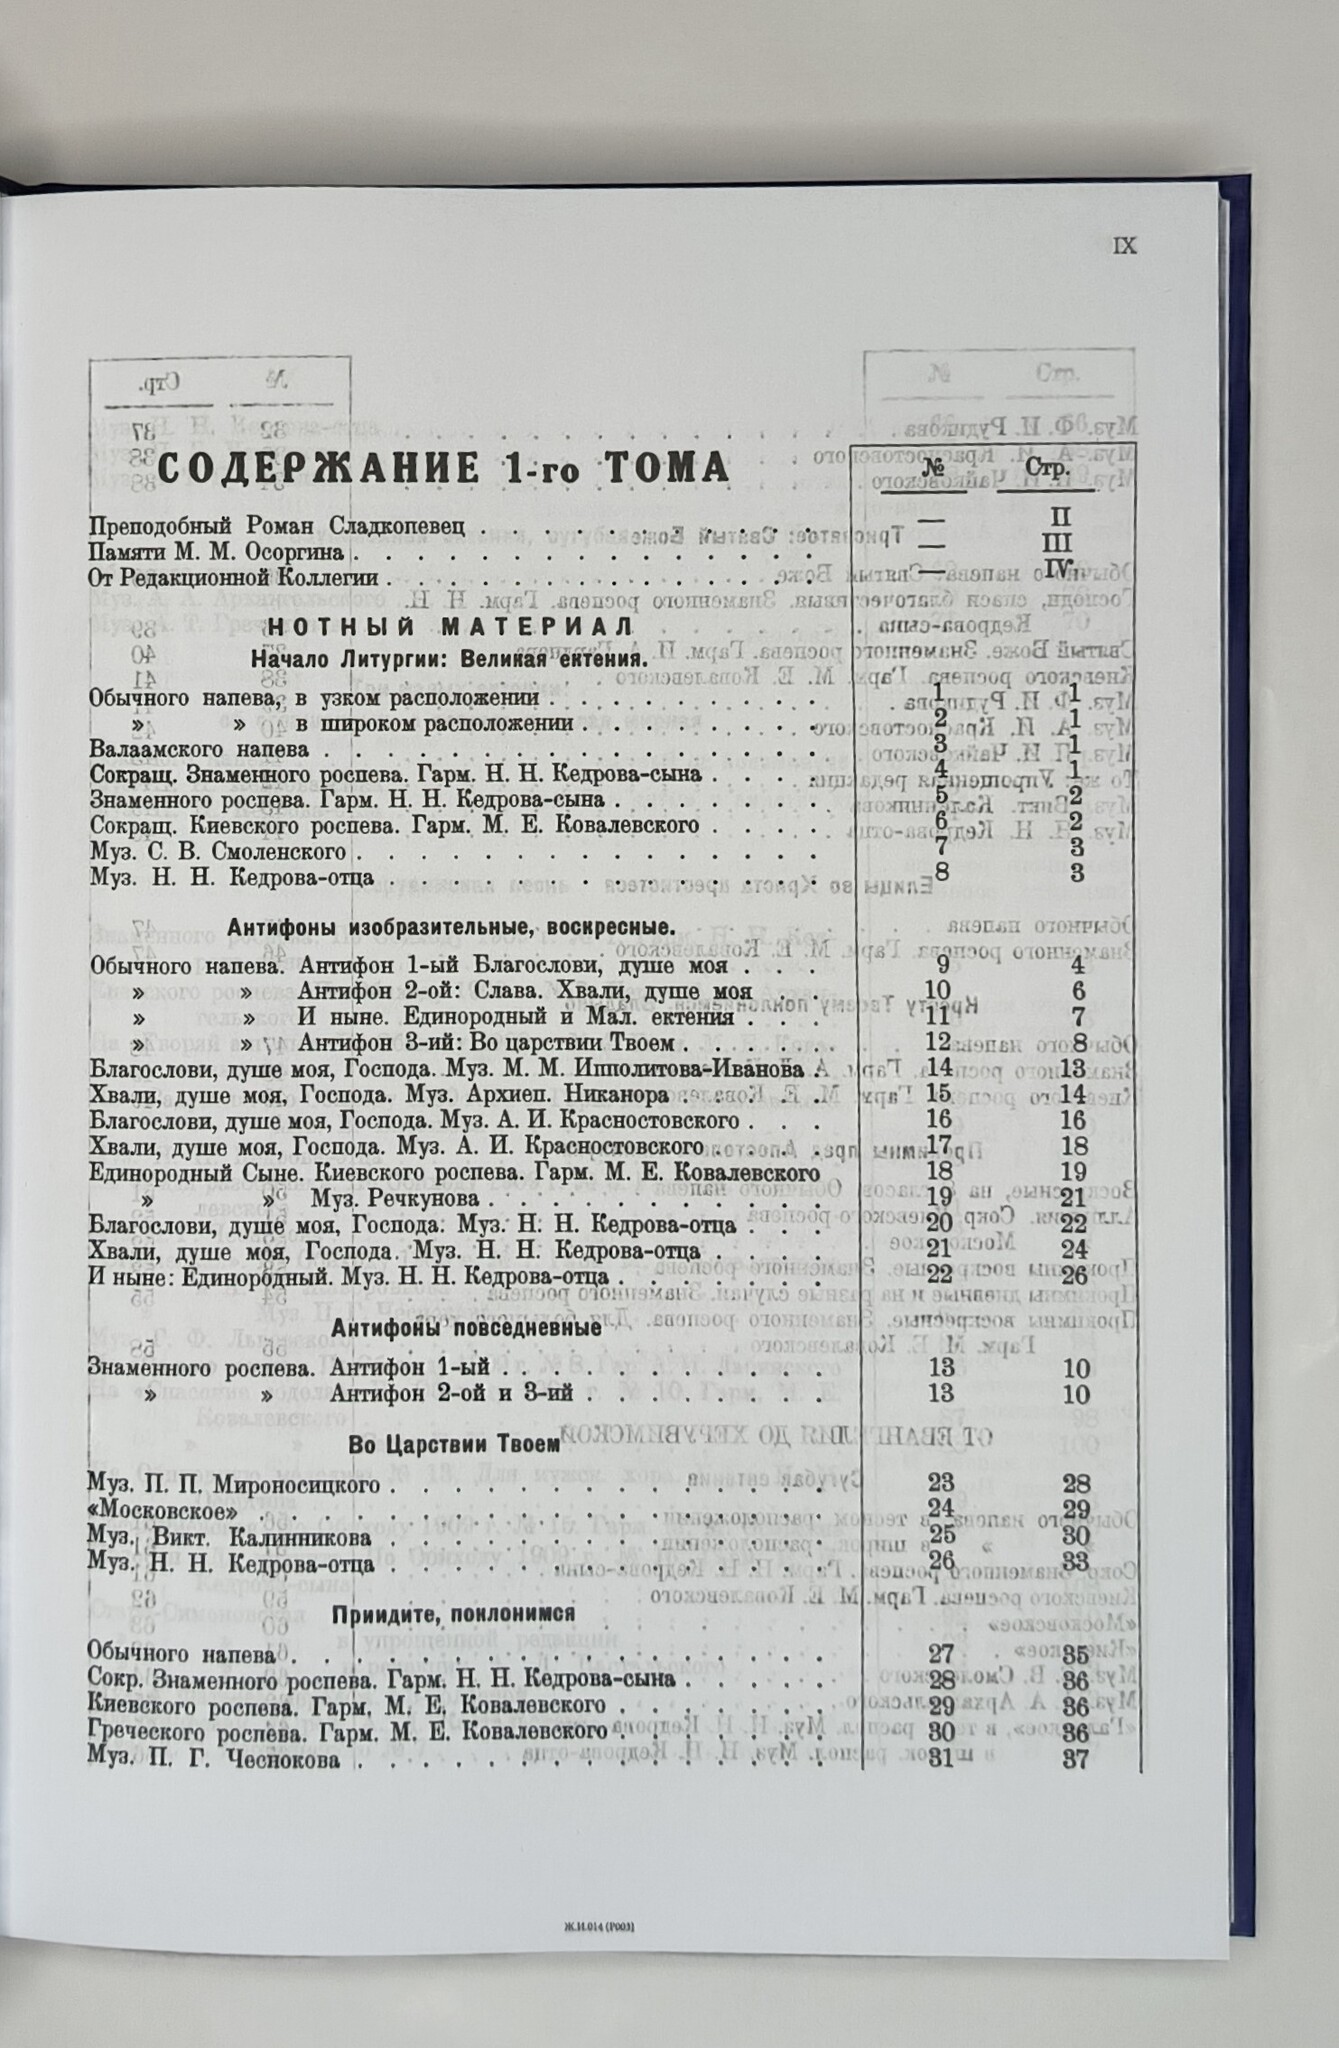 IX
СОДЕРЖАНИЕ 1-го ТОМА № Стр.
Преподобный Роман Сладкопевец — II
Памяти М. М. Осоргина — III
От Редакционной Коллегии — IV
НОТНЫЙ МАТЕРИАЛ
Начало Литургии: Великая ектения.
Обычного напева, в узком расположении 1 1
» » в широком расположении 2 1
Валаамского напева 3 1
Сокращ. Знаменного роспева. Гарм. Н. Н. Кедрова-сына 4 1
Знаменного роспева. Гарм. Н. Н. Кедрова-сына 5 2
Сокращ. Киевского роспева. Гарм. М. Е. Ковалевского 6 2
Муз. С. В. Смоленского 7 3
Муз. Н. Н. Кедрова-отца 8 3
Антифоны изобразительные, воскресные.
Обычного напева. Антифон 1-ый Благослови, душе моя 9 4
» » Антифон 2-ой: Слава. Хвали, душе моя 10 6
» » И ныне. Единородный и Мал. ектения 11 7
» » Антифон 3-ий: Во царствии Твоем 12 8
Благослови, душе моя, Господа. Муз. М. М. Ипполитова-Иванова 14 13
Хвали, душе моя, Господа. Муз. Архиеп. Никанора 15 14
Благослови, душе моя, Господа. Муз. А. И. Красностовского 16 16
Хвали, душе моя, Господа. Муз. А. И. Красностовского 17 18
Единородный Сыне. Киевского роспева. Гарм. М. Е. Ковалевского 18 19
» » Муз. Речкунова 19 21
Благослови, душе моя, Господа. Муз. Н. Н. Кедрова-отца 20 22
Хвали, душе моя, Господа. Муз. Н. Н. Кедрова-отца 21 24
И ныне: Единородный. Муз. Н. Н. Кедрова-отца 22 26
Антифоны повседневные
Знаменного роспева. Антифон 1-ый 13 10
» » Антифон 2-ой и 3-ий 13 10
Во Царствии Твоем
Муз. П. П. Мироносицкого 23 28
«Московское» 24 29
Муз. Викт. Калинникова 25 30
Муз. Н. Н. Кедрова-отца 26 33
Приидите, поклонимся
Обычного напева 27 35
Сокр. Знаменного роспева. Гарм. Н. Н. Кедрова-сына 28 36
Киевского роспева. Гарм. М. Е. Ковалевского 29 36
Греческого роспева. Гарм. М. Е. Ковалевского 30 36
Муз. П. Г. Чеснокова 31 37
Ж.И.014 (Р003)